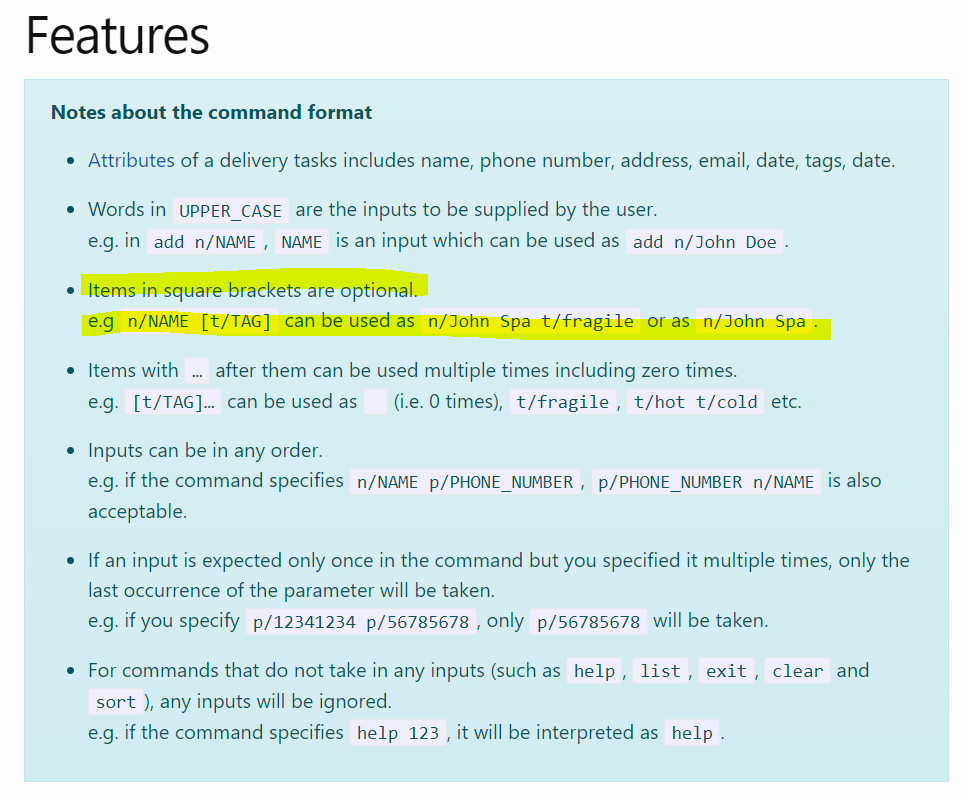 Features
Notes about the command format
Attributes of a delivery tasks includes name, phone number, address, email, date, tags, date.
Words in UPPER_CASE are the inputs to be supplied by the user.
e.g. in add n/NAME, NAME is an input which can be used as add n/John Doe.
Items in square brackets are optional.
e.g n/NAME [t/TAG] can be used as n/John Spa t/fragile or as n/John Spa.
Items with … after them can be used multiple times including zero times.
e.g. [t/TAG]… can be used as   (i.e. 0 times), t/fragile, t/hot t/cold etc.
Inputs can be in any order.
e.g. if the command specifies n/NAME p/PHONE_NUMBER, p/PHONE_NUMBER n/NAME is also
acceptable.
If an input is expected only once in the command but you specified it multiple times, only the
last occurrence of the parameter will be taken.
e.g. if you specify p/12341234 p/56785678, only p/56785678 will be taken.
For commands that do not take in any inputs (such as help, list, exit, clear and
sort), any inputs will be ignored.
e.g. if the command specifies help 123, it will be interpreted as help.